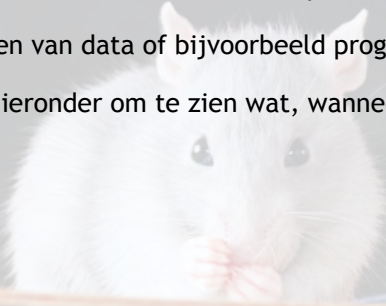 en van data of bijvoorbeeld prog
ieronder om te zien wat, wanne